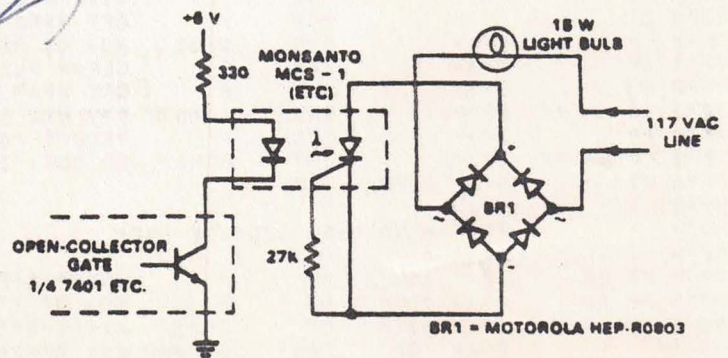 +5 V
330
MONSANTO
MCS - 1
(ETC)
λ
15 W
LIGHT BULB
117 VAC
LINE
+
~
BR1
~
-
27K
OPEN-COLLECTOR
GATE
1/4 7401 ETC.
BR1 = MOTOROLA HEP-R0803